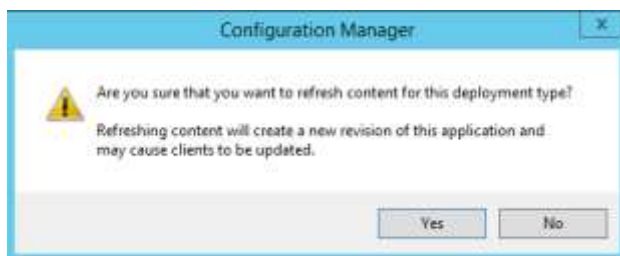 Configuration Manager
x
Are you sure that you want to refresh content for this deployment type?
Refreshing content will create a new revision of this application and
may cause clients to be updated.
Yes
No